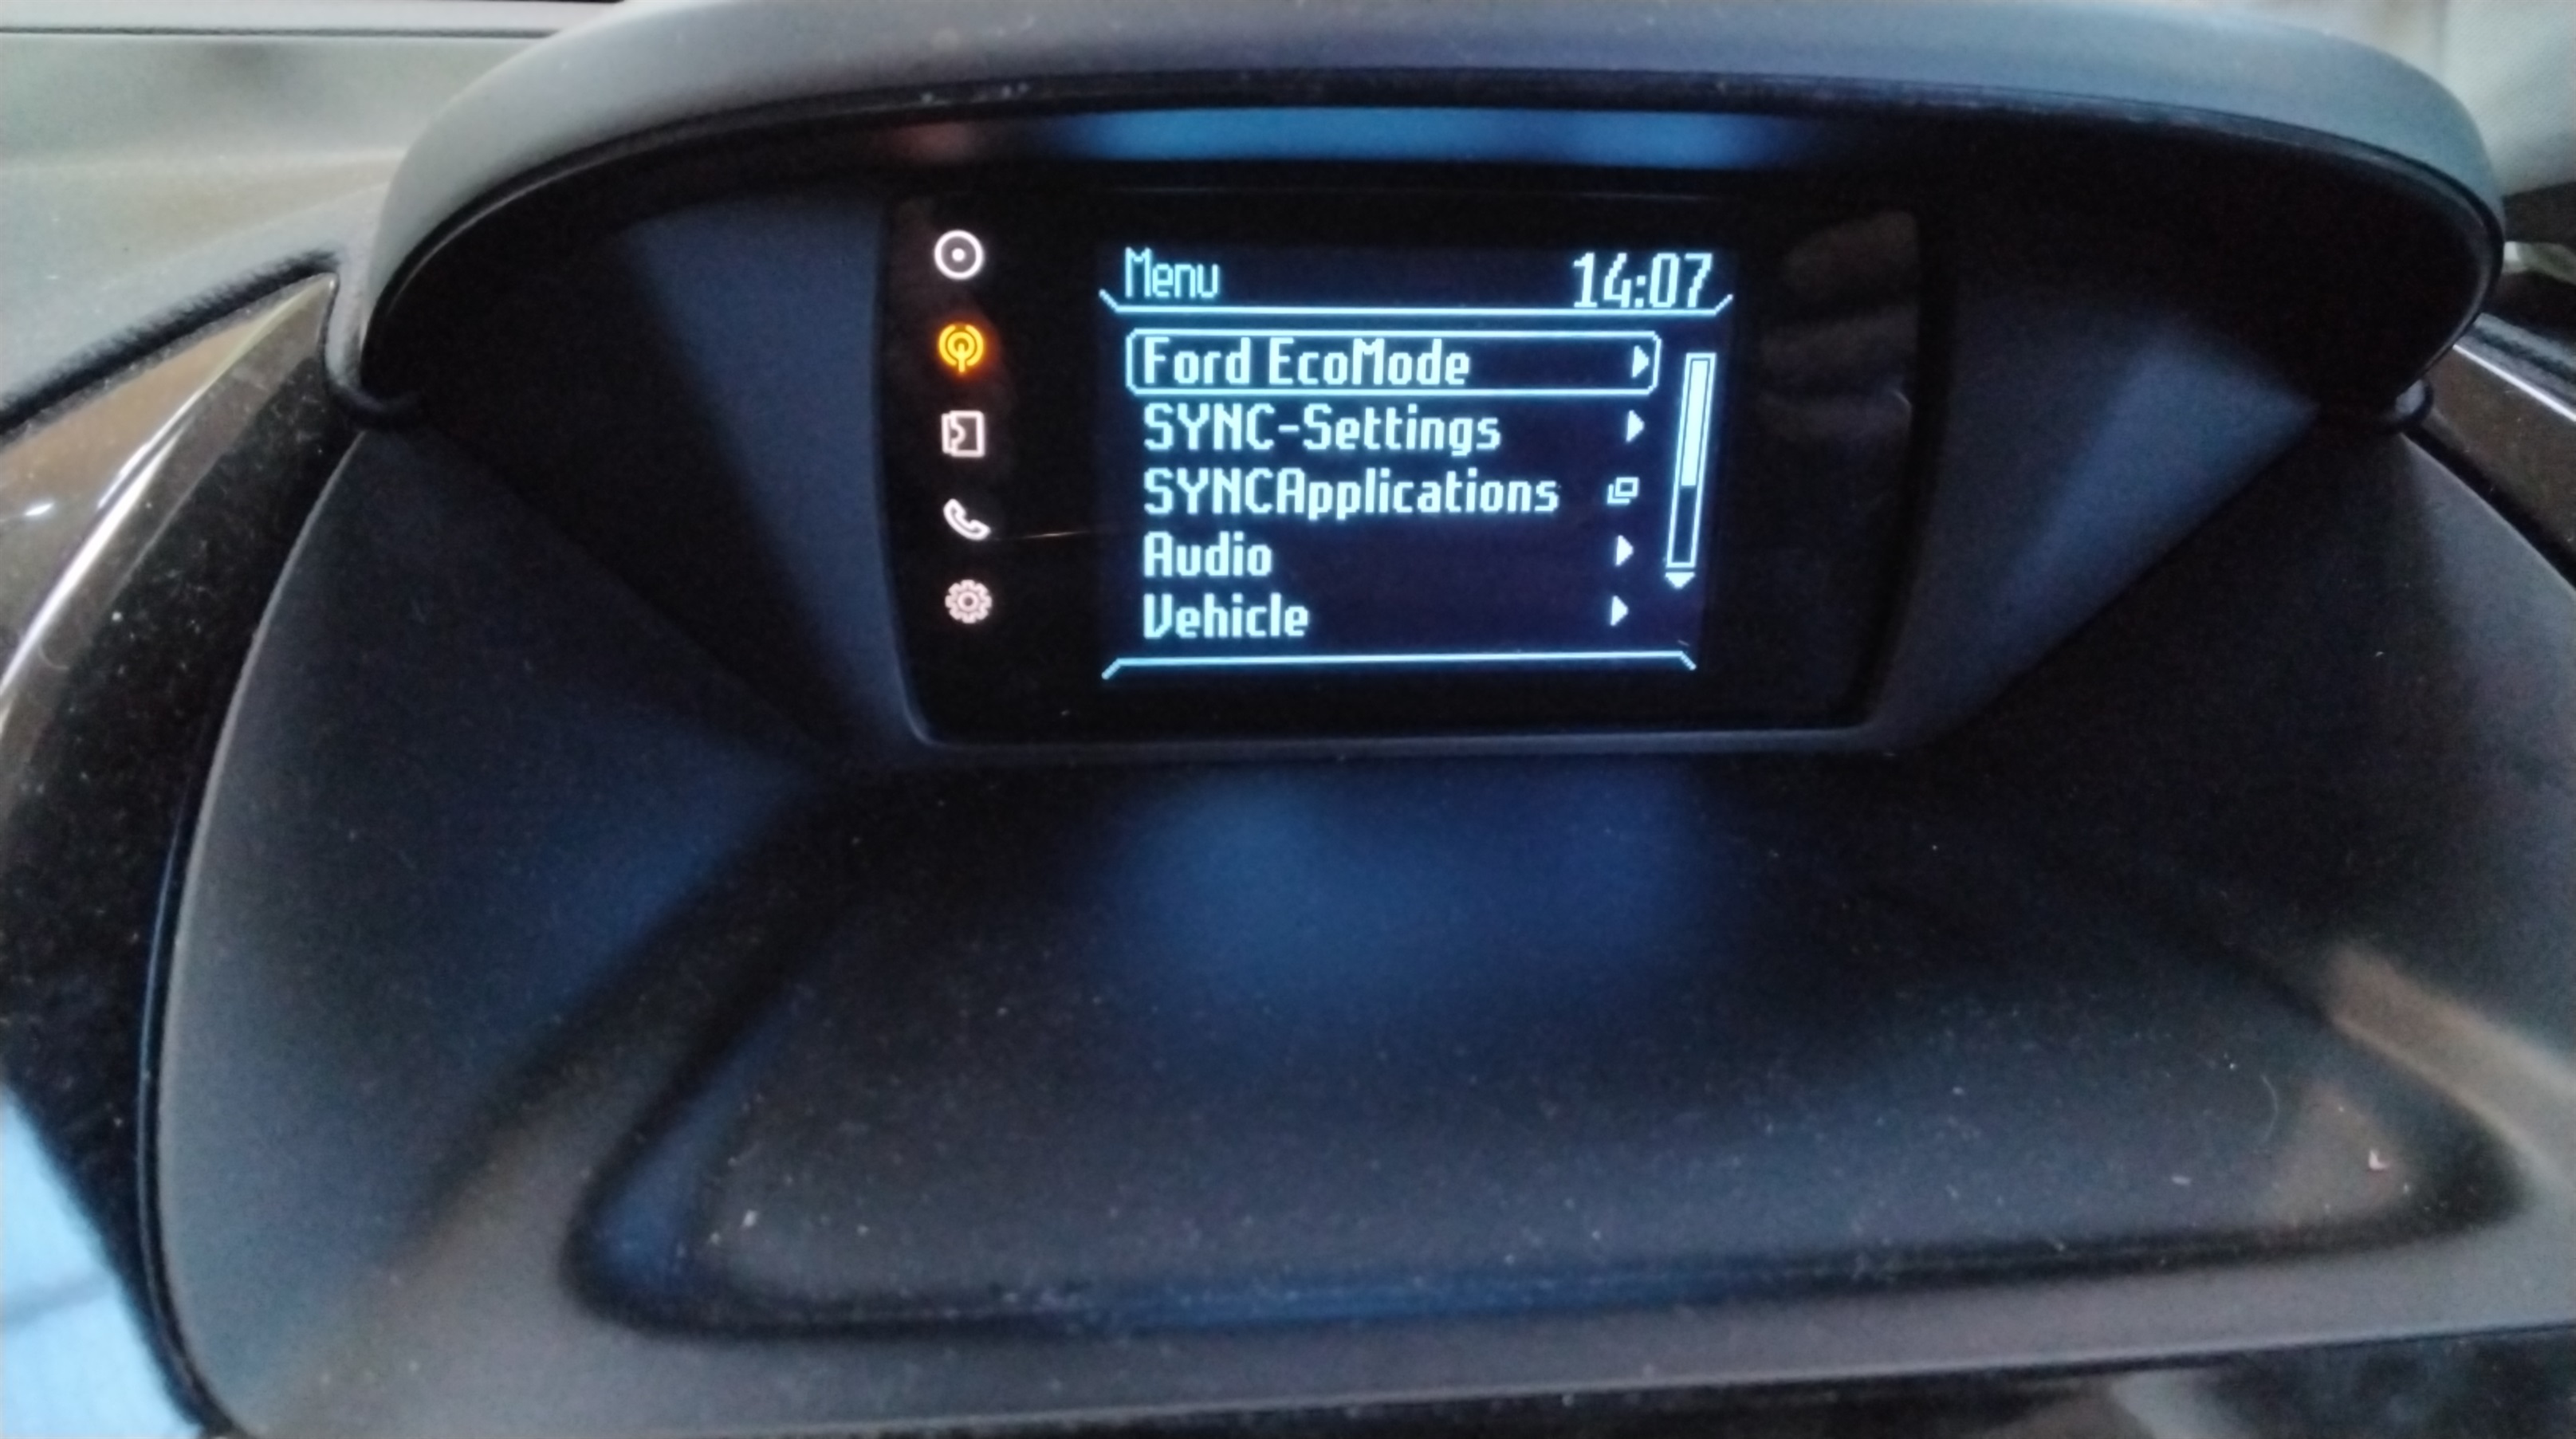 Menu 14:07
Ford EcoMode
SYNC-Settings
SYNCApplications
Audio
Vehicle